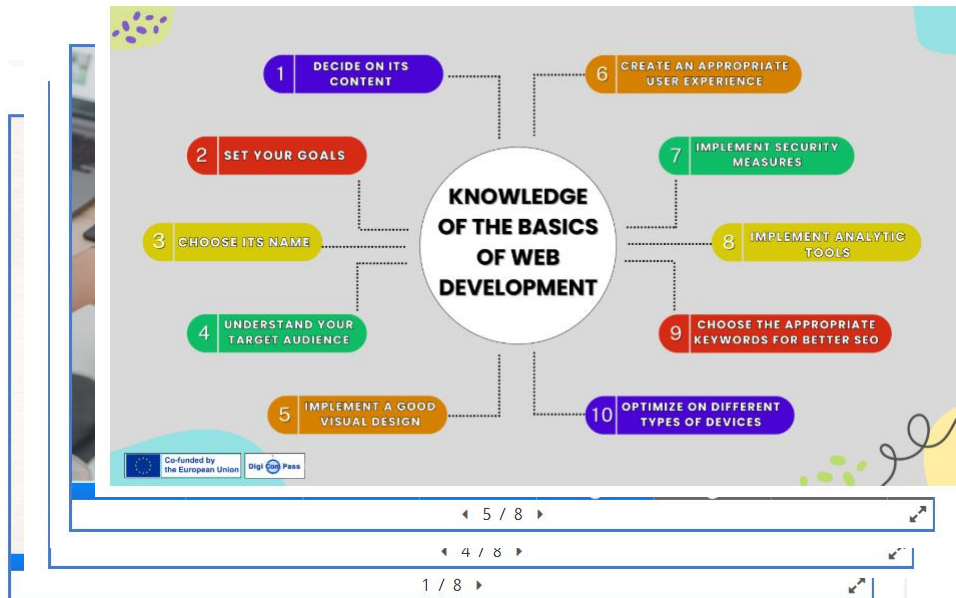 1
DECIDE ON ITS
CONTENT
2
SET YOUR GOALS
3
CHOOSE ITS NAME
4
UNDERSTAND YOUR
TARGET AUDIENCE
5
IMPLEMENT A GOOD
VISUAL DESIGN
KNOWLEDGE
OF THE BASICS
OF WEB
DEVELOPMENT
6
CREATE AN APPROPRIATE
USER EXPERIENCE
7
IMPLEMENT SECURITY
MEASURES
8
IMPLEMENT ANALYTIC
TOOLS
9
CHOOSE THE APPROPRIATE
KEYWORDS FOR BETTER SEO
10
OPTIMIZE ON DIFFERENT
TYPES OF DEVICES
Co-funded by
the European Union
Digi Com Pass
5 / 8
4 / 8
1 / 8